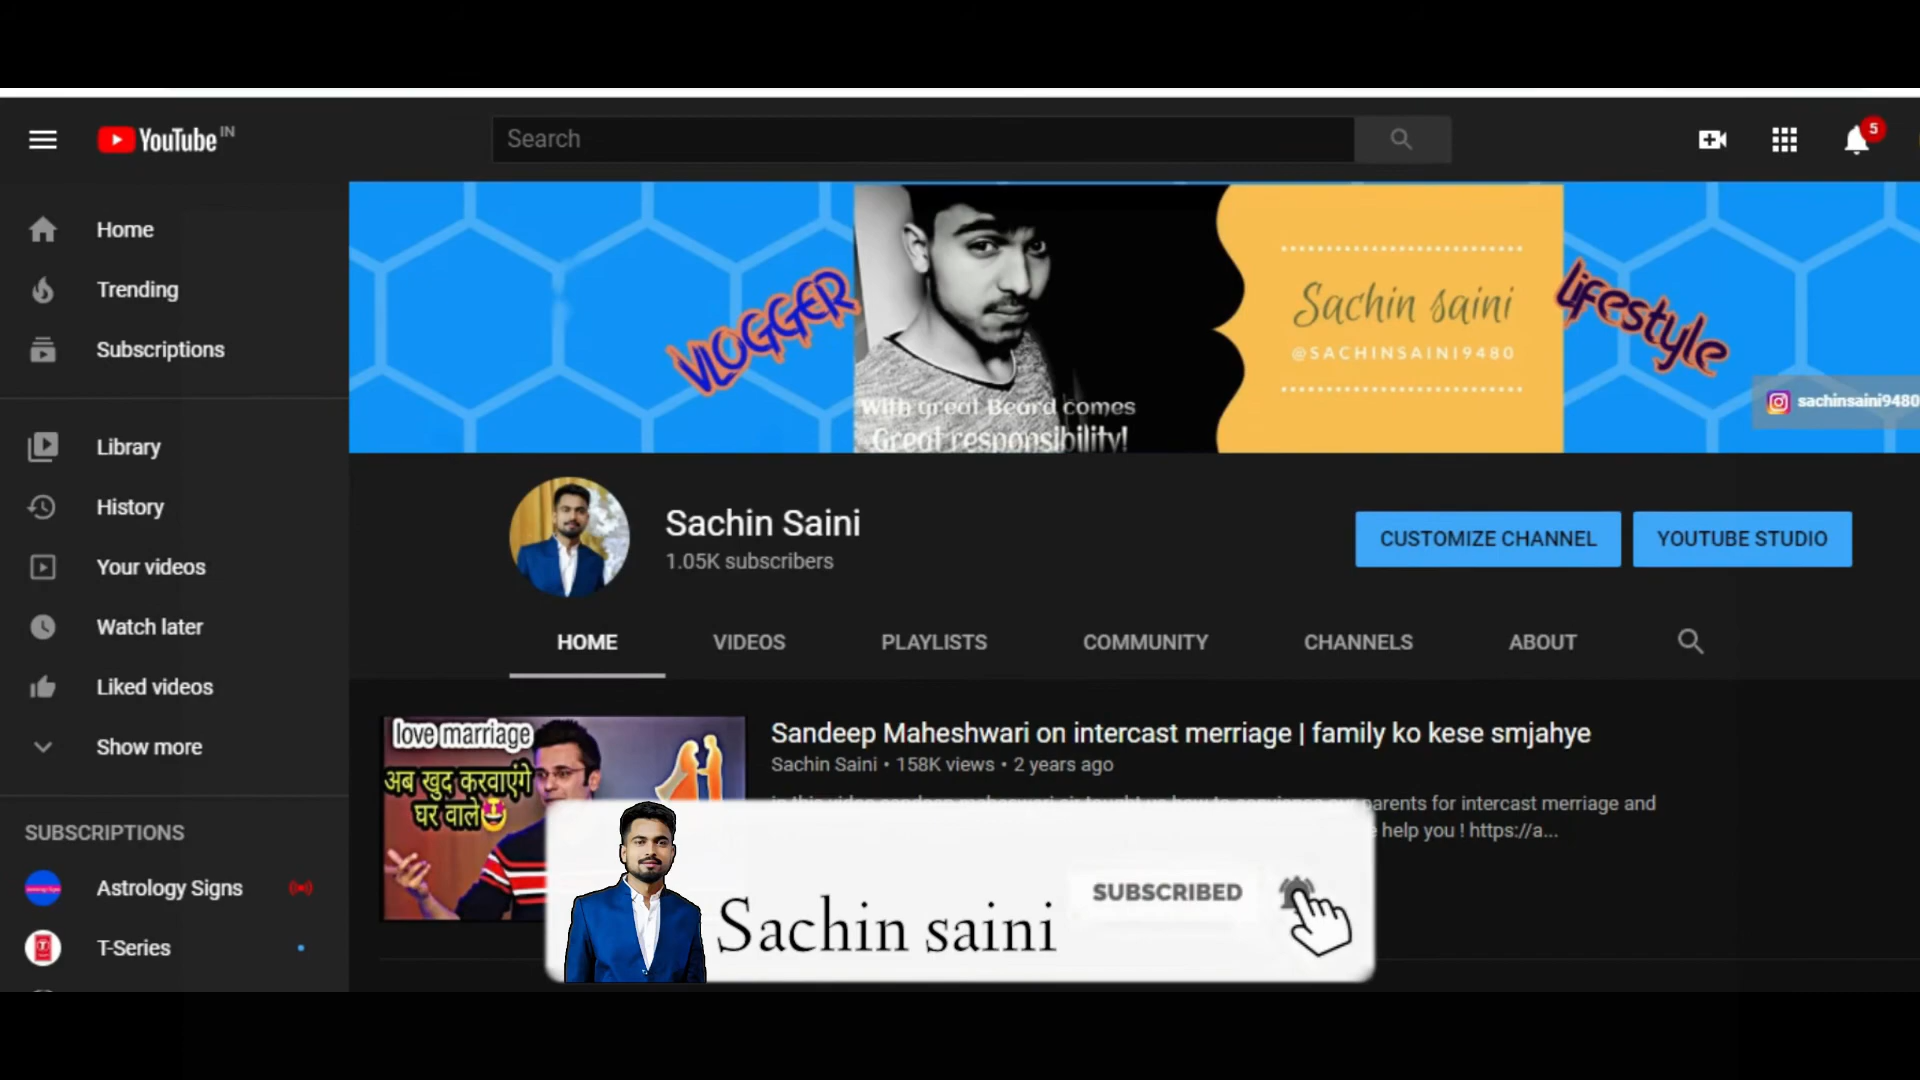 YouTube IN
Search
5
Home
Trending
Subscriptions
Library
History
Your videos
Watch later
Liked videos
Show more
SUBSCRIPTIONS
Astrology Signs
T-Series
VLOGGER
With great Beard comes
Great responsibility!
Sachin saini
@SACHINSAINI9480
Lifestyle
sachinsaini9480
Sachin Saini
1.05K subscribers
CUSTOMIZE CHANNEL
YOUTUBE STUDIO
HOME VIDEOS PLAYLISTS COMMUNITY CHANNELS ABOUT
love marriage
अब खुद करवाएंगे
घर वाले
Sandeep Maheshwari on intercast merriage | family ko kese smjahye
Sachin Saini • 158K views • 2 years ago
parents for intercast merriage and
help you ! https://a...
Sachin saini
SUBSCRIBED